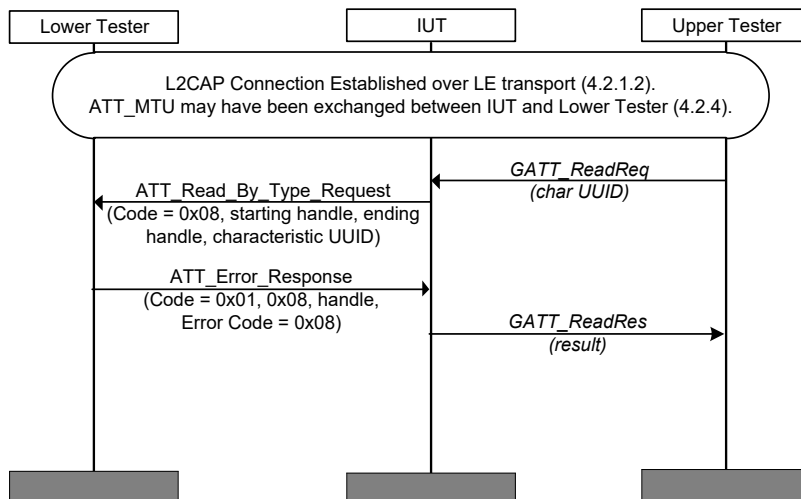 Lower Tester
IUT
Upper Tester
L2CAP Connection Established over LE transport (4.2.1.2).
ATT_MTU may have been exchanged between IUT and Lower Tester (4.2.4).
GATT_ReadReq
(char UUID)
ATT_Read_By_Type_Request
(Code = 0x08, starting handle, ending
handle, characteristic UUID)
ATT_Error_Response
(Code = 0x01, 0x08, handle,
Error Code = 0x08)
GATT_ReadRes
(result)